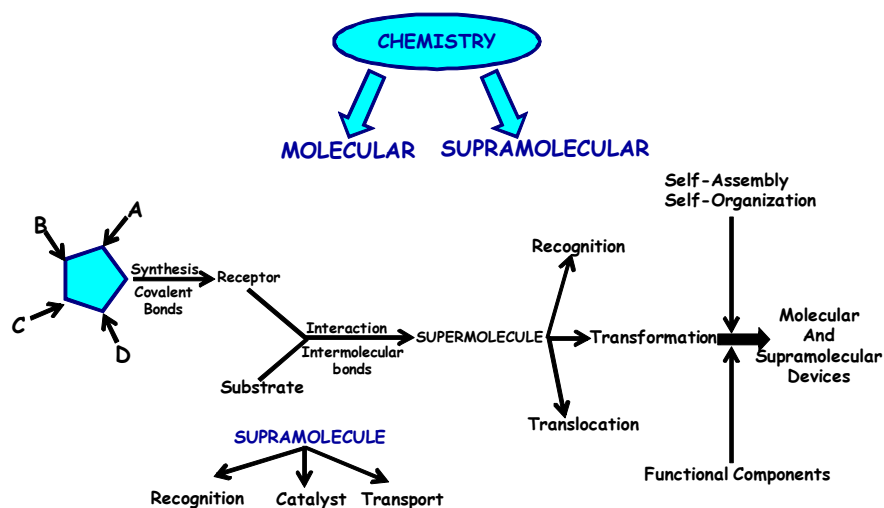 CHEMISTRY
MOLECULAR
SUPRAMOLECULAR
Self-Assembly
Self-Organization
A
B
C
D
Synthesis
Covalent
Bonds
Receptor
Substrate
Interaction
Intermolecular
bonds
SUPERMOLECULE
Recognition
Transformation
Translocation
Molecular
And
Supramolecular
Devices
Functional Components
SUPRAMOLECULE
Recognition
Catalyst
Transport